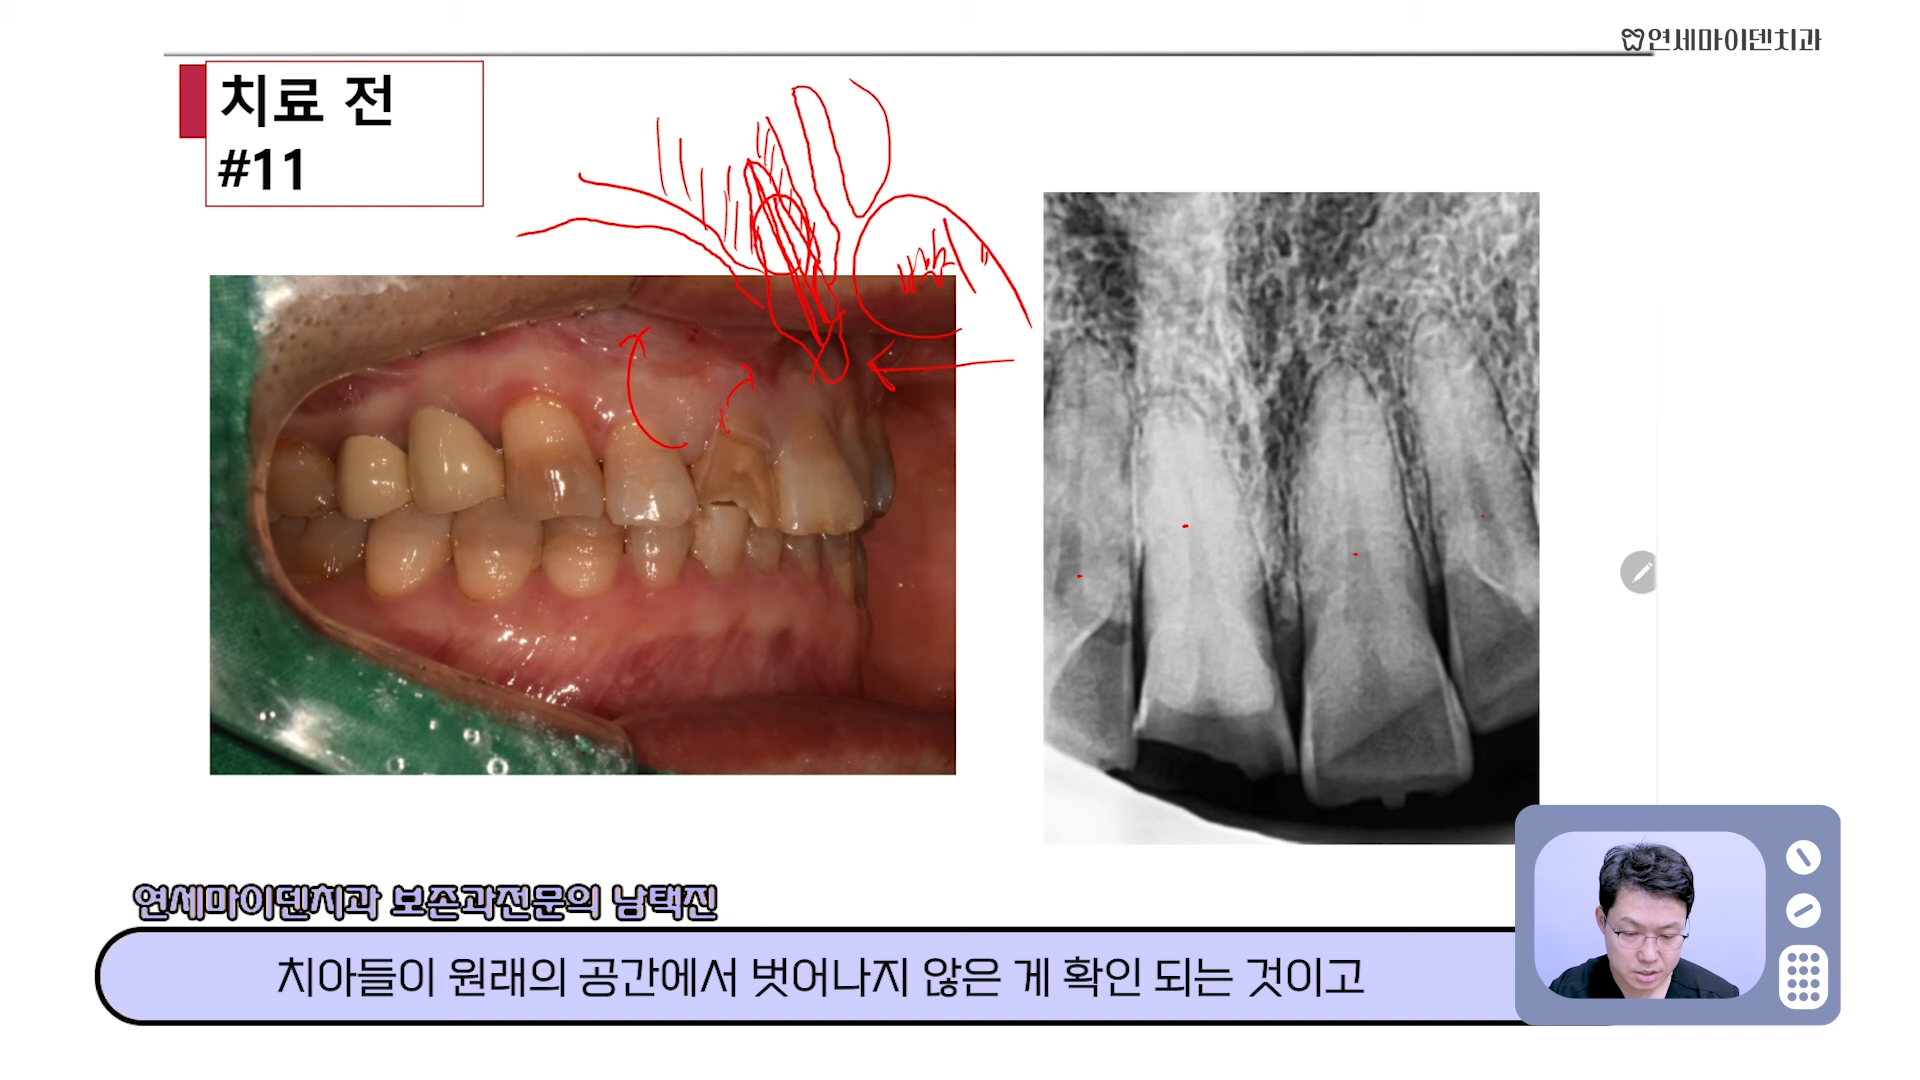 연세마이덴치과
치료 전
#11
연세마이덴치과 보존과전문의 남택진
치아들이 원래의 공간에서 벗어나지 않은 게 확인 되는 것이고